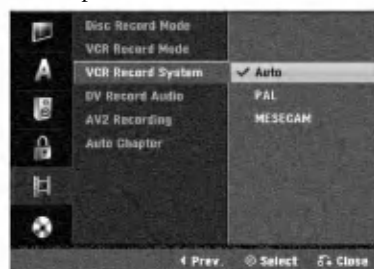 Disc Record Mode
VCR Record Mode
VCR Record System
✓ Auto
DV Record Audio
PAL
AV2 Recording
MESECAM
Auto Chapter
A
Prev.
Select
Close